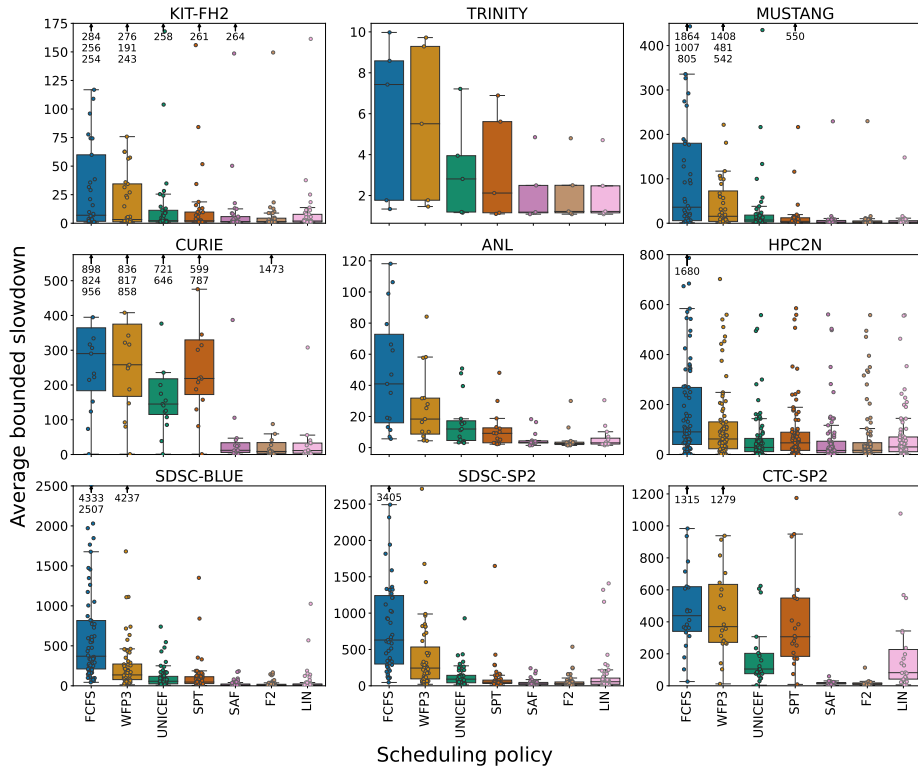 KIT-FH2
TRINITY
MUSTANG
175
150
125
100
75
50
25
0
284 276 258 261 264
256 191
254 243
10
8
6
4
2
400
300
200
100
0
1864 1408 550
1007 481
805 542
CURIE
ANL
HPC2N
Average bounded slowdown
500
400
300
200
100
0
898 836 721 599 1473
824 817 646 787
956 858
120
100
80
60
40
20
0
800
600
400
200
0
1680
SDSC-BLUE
SDSC-SP2
CTC-SP2
2500
2000
1500
1000
500
0
4333 4237
2507
2500
2000
1500
1000
500
0
3405
1200
1000
800
600
400
200
0
1315 1279
FCFS
WFP3
UNICEF
SPT
SAF
F2
LIN
FCFS
WFP3
UNICEF
SPT
SAF
F2
LIN
FCFS
WFP3
UNICEF
SPT
SAF
F2
LIN
Scheduling policy